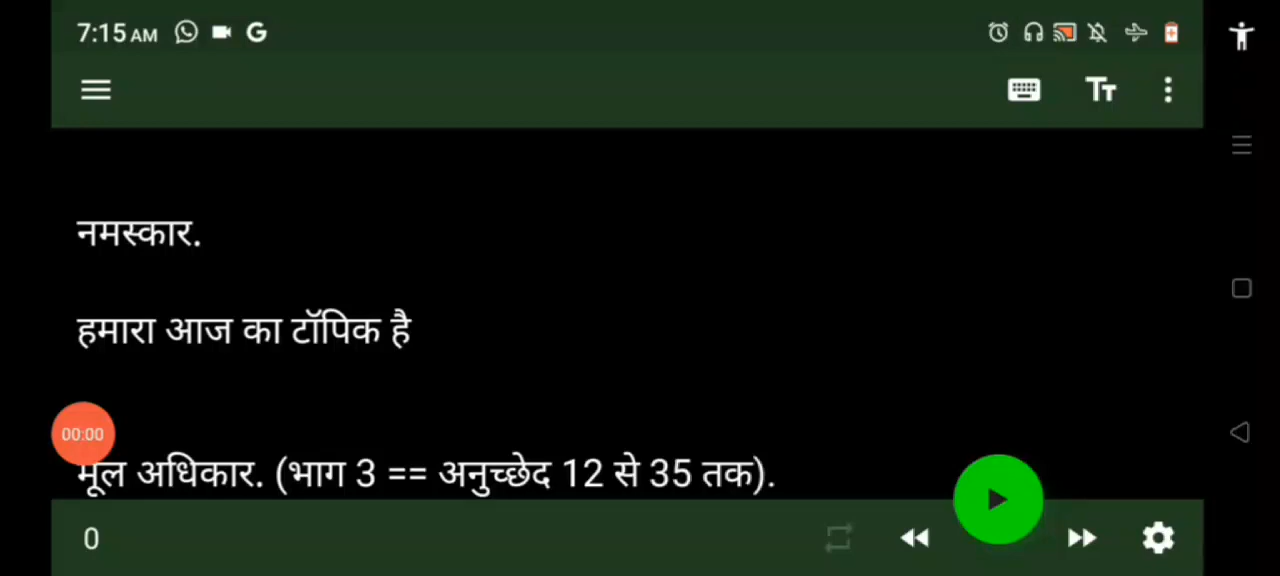 7:15 AM
नमस्कार.
हमारा आज का टॉपिक है
00:00
मूल अधिकार. (भाग 3 == अनुच्छेद 12 से 35 तक).
0